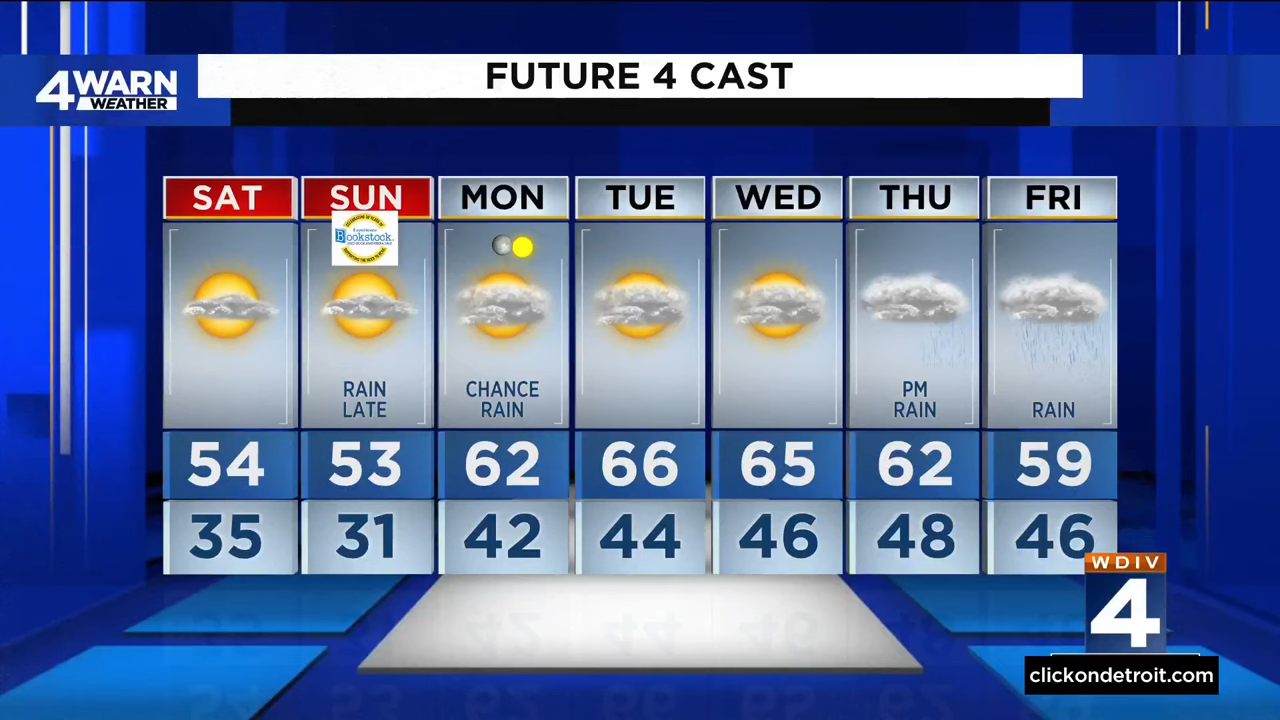 4WARN
WEATHER
FUTURE 4 CAST
SAT SUN MON TUE WED THU FRI
Bookstock
RAIN LATE
CHANCE RAIN
PM RAIN
RAIN
54 53 62 66 65 62 59
35 31 42 44 46 48 46
WDIV
4
clickondetroit.com